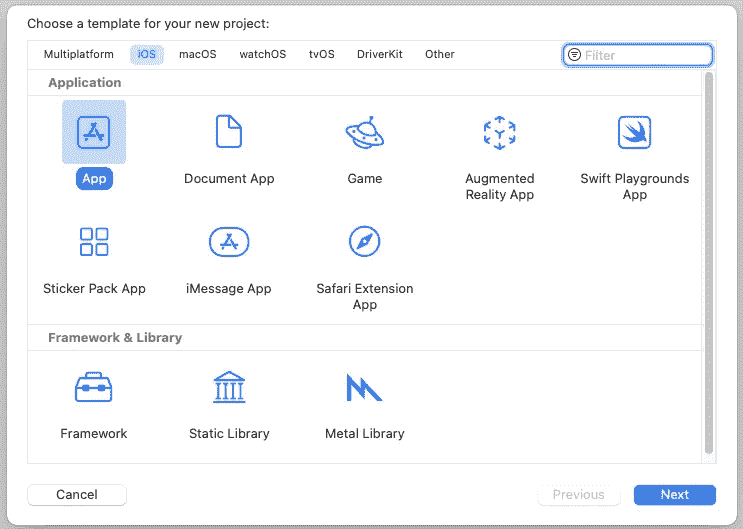 Choose a template for your new project:
Multiplatform iOS macOS watchOS tvOS DriverKit Other Filter
Application
App Document App Game Augmented Reality App Swift Playgrounds App
Sticker Pack App iMessage App Safari Extension App
Framework & Library
Framework Static Library Metal Library
Cancel Previous Next